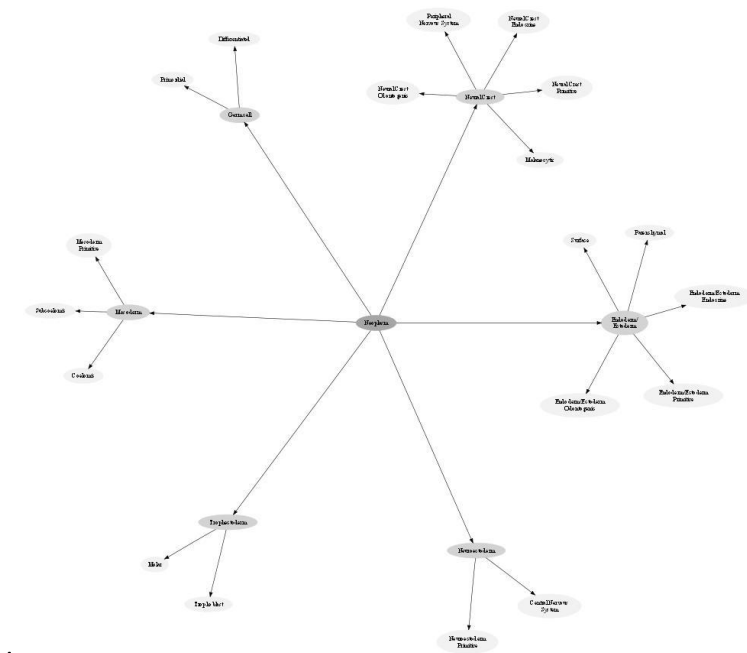 Peripheral
Nervous System
Neural Crest
Endocrine
Differentiated
Primordial
Neural Crest
Odontogenic
Neural Crest
Neural Crest
Primitive
Germ cell
Melanocytic
Surface
Parenchymal
Mesoderm
Primitive
Endoderm/Ectoderm
Endocrine
Subcoelomic
Mesoderm
Neoplasm
Endoderm/
Ectoderm
Coelomic
Endoderm/Ectoderm
Odontogenic
Endoderm/Ectoderm
Primitive
Trophectoderm
Neuroectoderm
Molar
Trophoblast
Central Nervous
System
Neuroectoderm
Primitive